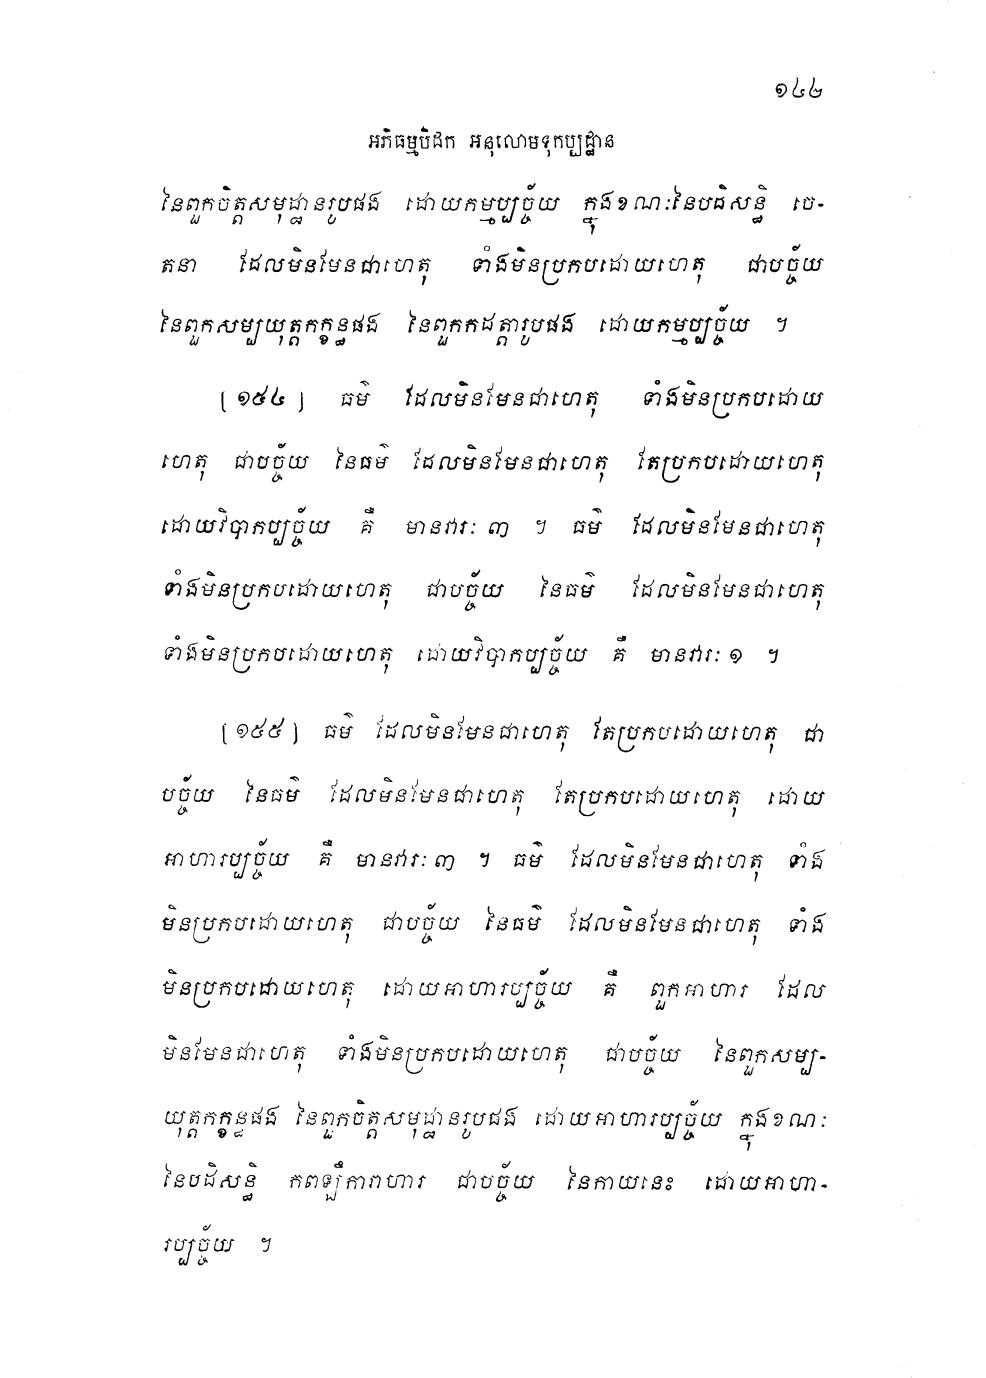 ១៤២
អភិធម្មបិដក អនុលោមទុកប្បដ្ឋាន
នៃពួកចិត្តសមុដ្ឋានរូបផង ដោយកម្មប្បច្ច័យ ក្នុងខណៈនៃបដិសន្ធិ ចេ-
តនា ដែលមិនមែនជាហេតុ ទាំងមិនប្រកបដោយហេតុ ជាបច្ច័យ
នៃពួកសម្បយុត្តកក្ខន្ធផង នៃពួកកដត្តារូបផង ដោយកម្មប្បច្ច័យ ។
[១៥៤] ធម៌ ដែលមិនមែនជាហេតុ ទាំងមិនប្រកបដោយ
ហេតុ ជាបច្ច័យ នៃធម៌ ដែលមិនមែនជាហេតុ តែប្រកបដោយហេតុ
ដោយវិបាកប្បច្ច័យ គឺ មានវារៈ ៣ ។ ធម៌ ដែលមិនមែនជាហេតុ
ទាំងមិនប្រកបដោយហេតុ ជាបច្ច័យ នៃធម៌ ដែលមិនមែនជាហេតុ
ទាំងមិនប្រកបដោយហេតុ ដោយវិបាកប្បច្ច័យ គឺ មានវារៈ ១ ។
[១៥៥] ធម៌ ដែលមិនមែនជាហេតុ តែប្រកបដោយហេតុ ជា
បច្ច័យ នៃធម៌ ដែលមិនមែនជាហេតុ តែប្រកបដោយហេតុ ដោយ
អាហារប្បច្ច័យ គឺ មានវារៈ ៣ ។ ធម៌ ដែលមិនមែនជាហេតុ ទាំង
មិនប្រកបដោយហេតុ ជាបច្ច័យ នៃធម៌ ដែលមិនមែនជាហេតុ ទាំង
មិនប្រកបដោយហេតុ ដោយអាហារប្បច្ច័យ គឺ ពួកអាហារ ដែល
មិនមែនជាហេតុ ទាំងមិនប្រកបដោយហេតុ ជាបច្ច័យ នៃពួកសម្ប-
យុត្តកក្ខន្ធផង នៃពួកចិត្តសមុដ្ឋានរូបផង ដោយអាហារប្បច្ច័យ ក្នុងខណៈ
នៃបដិសន្ធិ កពឡីការាហារ ជាបច្ច័យ នៃកាយនេះ ដោយអាហា-
រប្បច្ច័យ ។